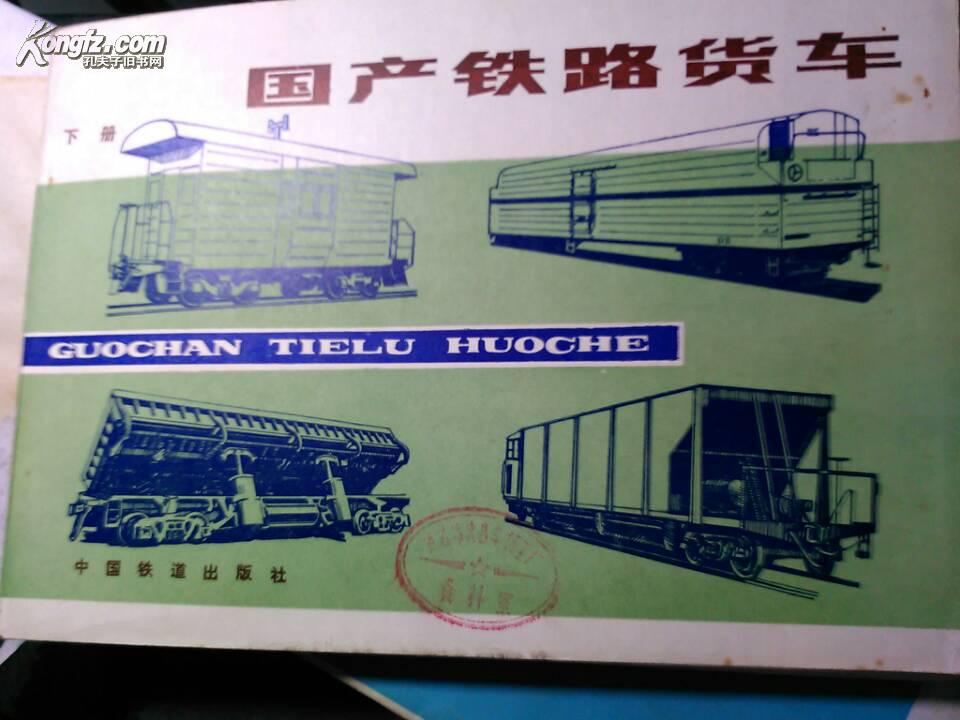 Kongfz.com
孔夫子旧书网
国产铁路货车
下册
GUOCHAN TIELU HUOCHE
中国铁道出版社
资料室